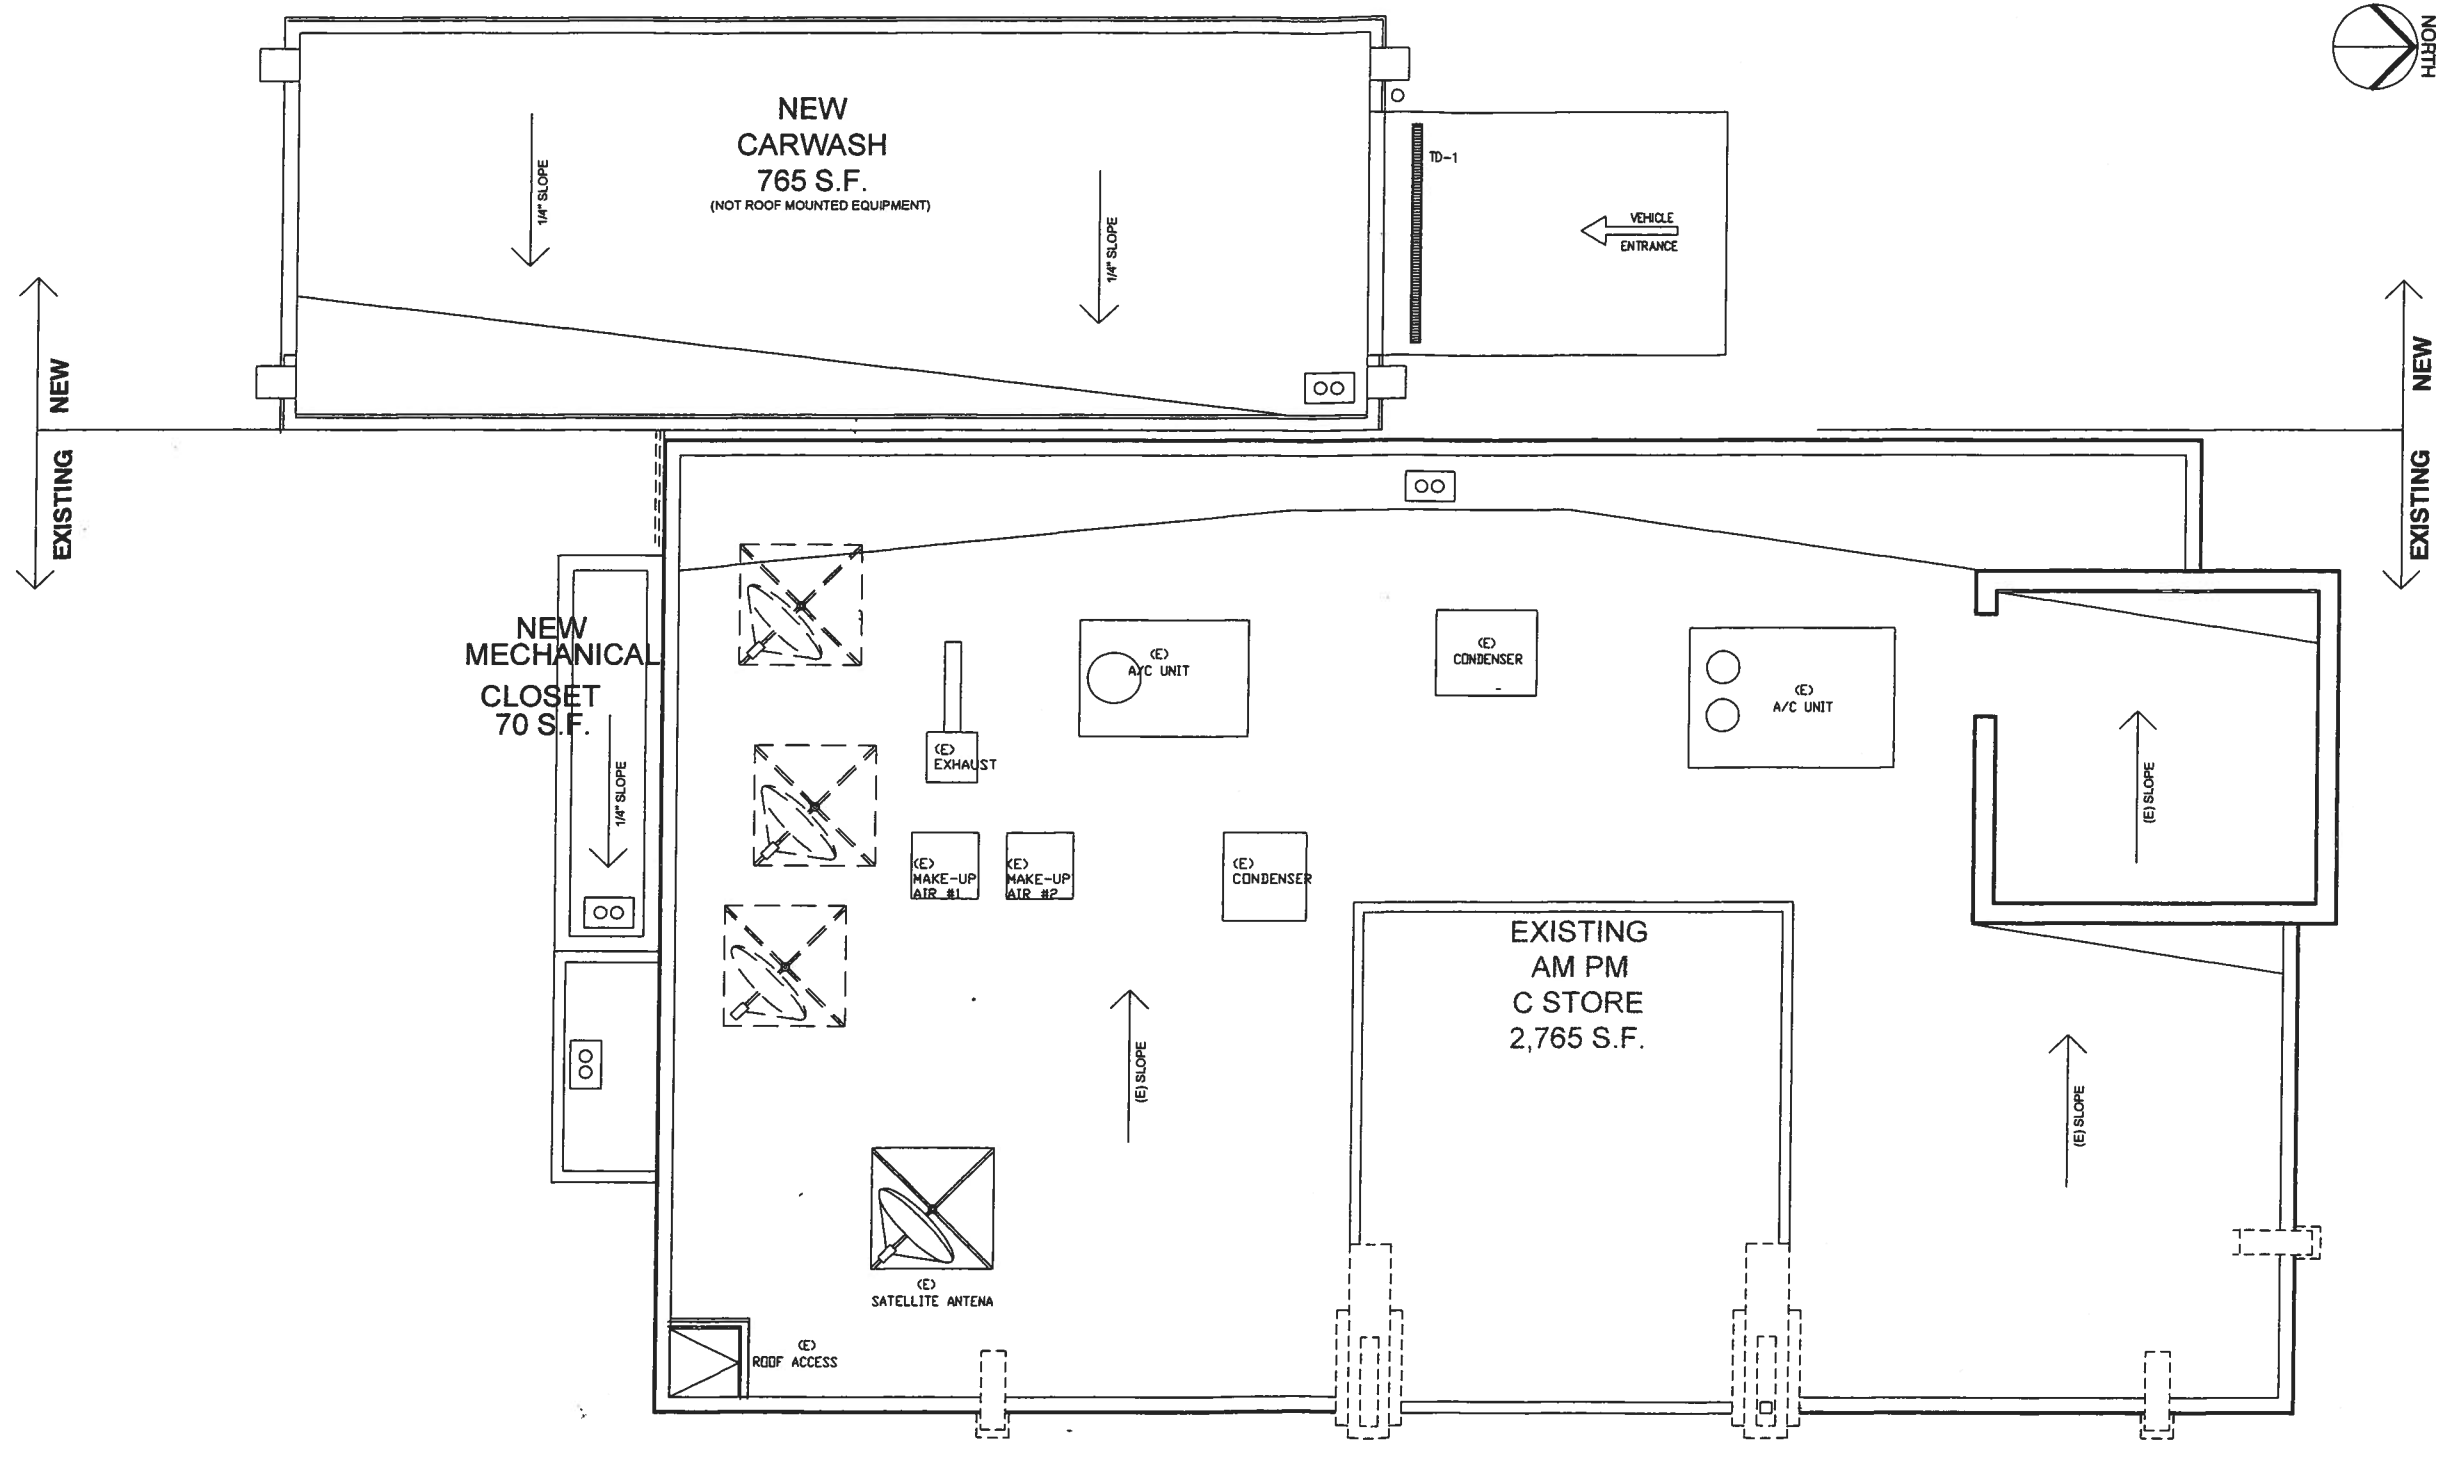 NORTH
NEW
CARWASH
765 S.F.
(NOT ROOF MOUNTED EQUIPMENT)
1/4" SLOPE
1/4" SLOPE
TD-1
VEHICLE
ENTRANCE
NEW
EXISTING
NEW
EXISTING
NEW
MECHANICAL
CLOSET
70 S.F.
1/4" SLOPE
(E)
A/C UNIT
(E)
CONDENSER
(E)
A/C UNIT
(E)
EXHAUST
(E) SLOPE
(E)
MAKE-UP
AIR #1
(E)
MAKE-UP
AIR #2
(E)
CONDENSER
EXISTING
AM PM
C STORE
2,765 S.F.
(E) SLOPE
(E) SLOPE
(E)
SATELLITE ANTENA
(E)
ROOF ACCESS